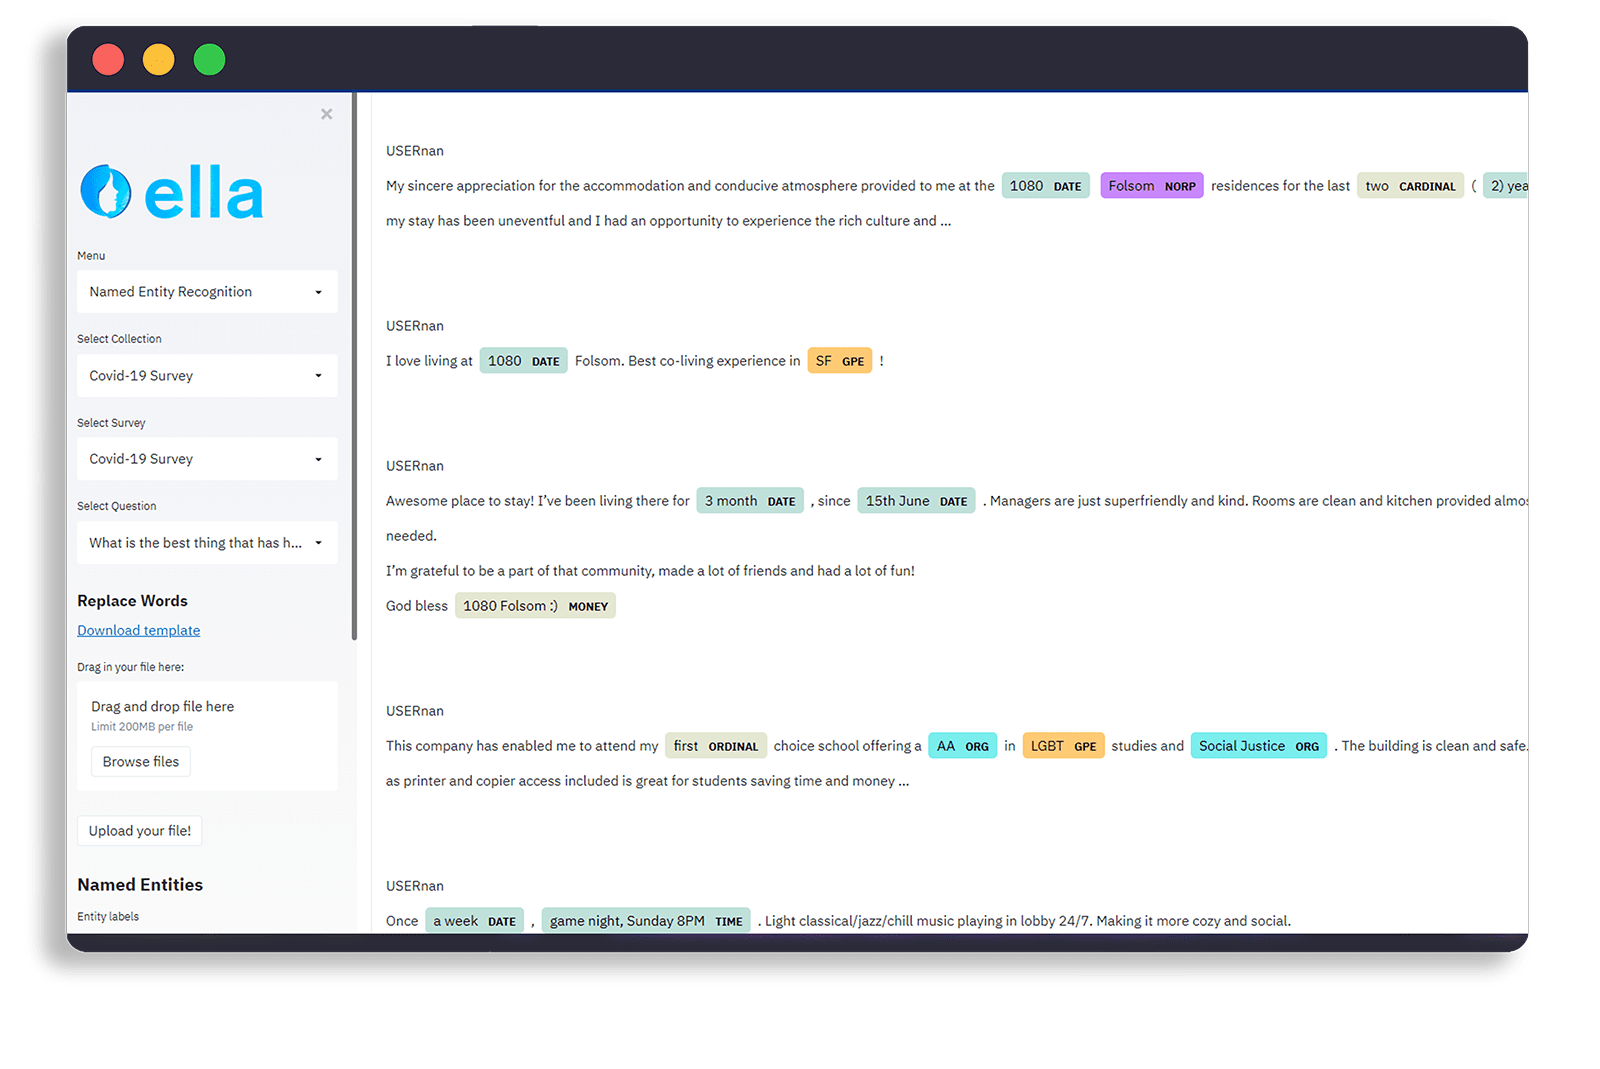 ella
Menu
Named Entity Recognition
Select Collection
Covid-19 Survey
Select Survey
Covid-19 Survey
Select Question
What is the best thing that has h...
Replace Words
Download template
Drag in your file here:
Drag and drop file here
Limit 200MB per file
Browse files
Upload your file!
Named Entities
Entity labels
USERnan
My sincere appreciation for the accommodation and conducive atmosphere provided to me at the 1080 DATE Folsom NORP residences for the last two CARDINAL ( 2) yea
my stay has been uneventful and I had an opportunity to experience the rich culture and ...
USERnan
I love living at 1080 DATE Folsom. Best co-living experience in SF GPE !
USERnan
Awesome place to stay! I’ve been living there for 3 month DATE , since 15th June DATE . Managers are just superfriendly and kind. Rooms are clean and kitchen provided almos
needed.
I’m grateful to be a part of that community, made a lot of friends and had a lot of fun!
God bless 1080 Folsom :) MONEY
USERnan
This company has enabled me to attend my first ORDINAL choice school offering a AA ORG in LGBT GPE studies and Social Justice ORG . The building is clean and safe.
as printer and copier access included is great for students saving time and money ...
USERnan
Once a week DATE , game night, Sunday 8PM TIME . Light classical/jazz/chill music playing in lobby 24/7. Making it more cozy and social.